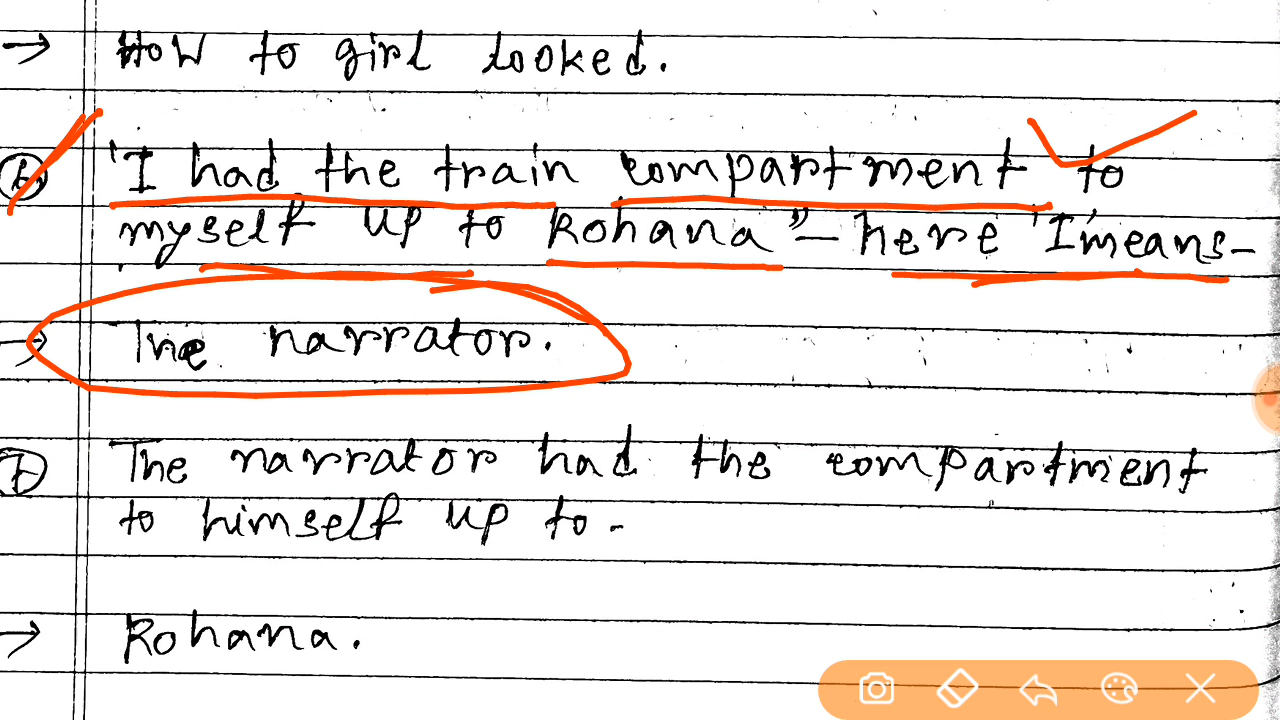 → How to girl looked.
⑥ 'I had the train compartment to
myself up to Rohana" – here 'I' means–
→ The narrator.
⑦ The narrator had the compartment
to himself up to -
→ Rohana.